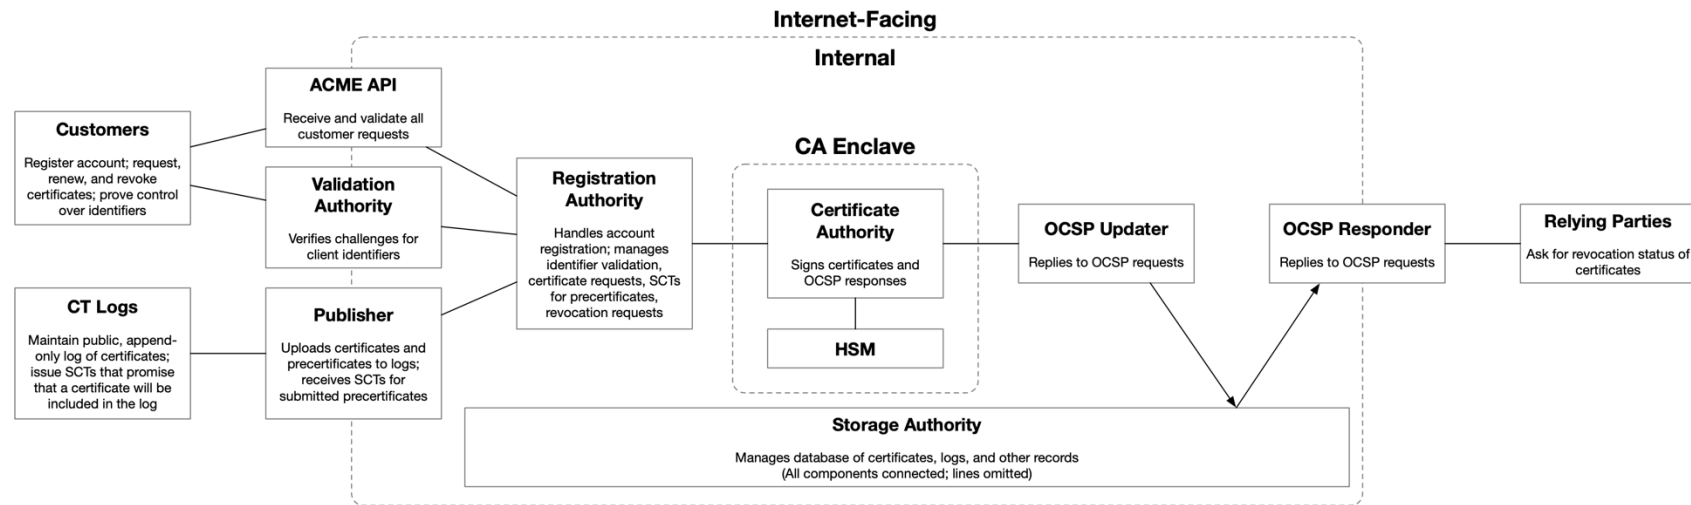 Internet-Facing
Internal
ACME API
Receive and validate all
customer requests
Customers
Register account; request,
renew, and revoke
certificates; prove control
over identifiers
Validation
Authority
Verifies challenges for
client identifiers
CT Logs
Maintain public, append-
only log of certificates;
issue SCTs that promise
that a certificate will be
included in the log
Publisher
Uploads certificates and
precertificates to logs;
receives SCTs for
submitted precertificates
Registration
Authority
Handles account
registration; manages
identifier validation,
certificate requests, SCTs
for precertificates,
revocation requests
CA Enclave
Certificate
Authority
Signs certificates and
OCSP responses
HSM
OCSP Updater
Replies to OCSP requests
OCSP Responder
Replies to OCSP requests
Relying Parties
Ask for revocation status of
certificates
Storage Authority
Manages database of certificates, logs, and other records
(All components connected; lines omitted)